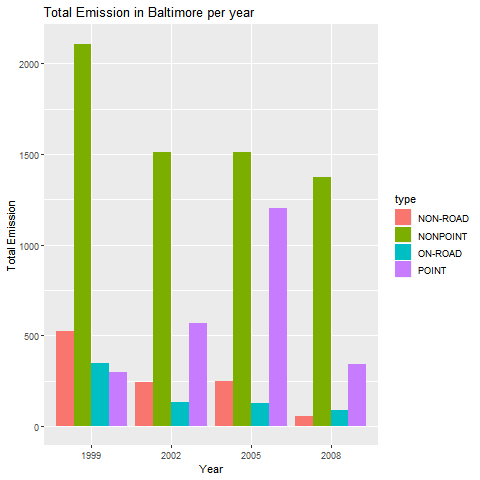 Total Emission in Baltimore per year
2000
1500
1000
500
0
Total Emission
1999
2002
2005
2008
Year
type
NON-ROAD
NONPOINT
ON-ROAD
POINT